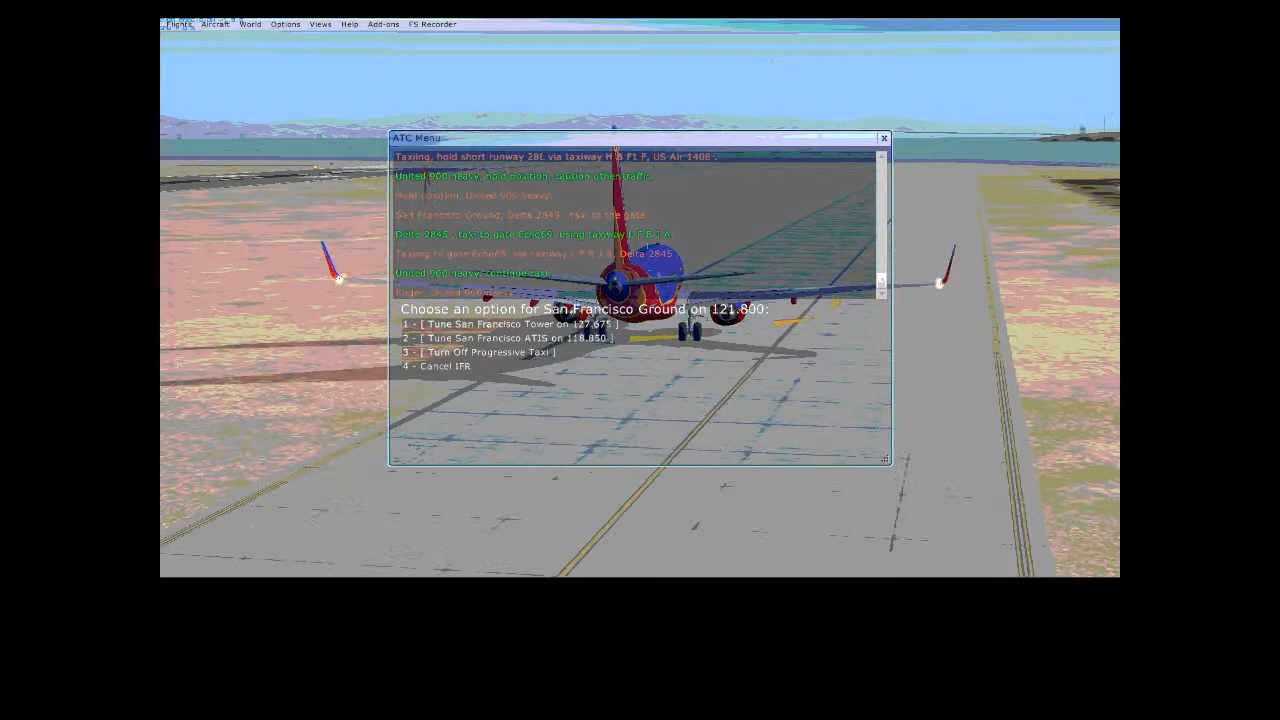 Flights Aircraft World Options Views Help Add-ons FS Recorder
ATC Menu
Taxiing, hold short runway 28L via taxiway H B F1 F, US Air 1408 .
United 900 heavy, hold position, caution other traffic.
Hold position, United 900 heavy.
San Francisco Ground, Delta 2845 , taxi to the gate.
Delta 2845 , taxi to gate Echo69 using taxiway L F B J A.
Taxiing to gate Echo69 via taxiway L F B J A, Delta 2845
United 900 heavy, continue taxi.
Roger, United 900 heavy.
Choose an option for San Francisco Ground on 121.800:
1 - [ Tune San Francisco Tower on 127.675 ]
2 - [ Tune San Francisco ATIS on 118.850 ]
3 - [ Turn Off Progressive Taxi ]
4 - Cancel IFR